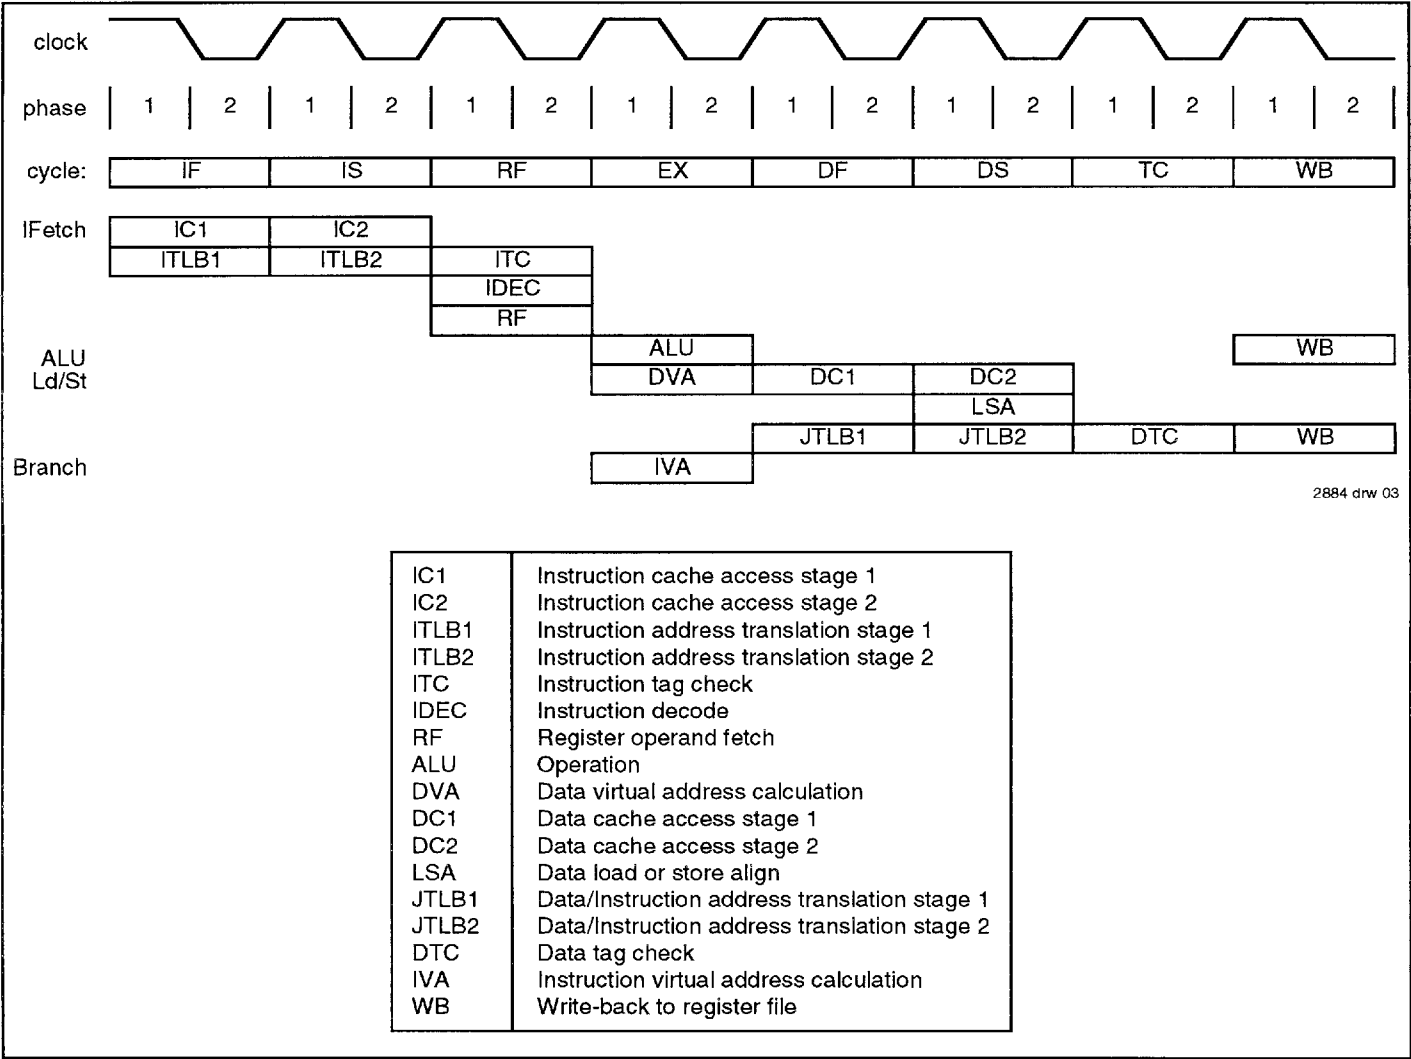 clock
phase 1 2 1 2 1 2 1 2 1 2 1 2 1 2 1 2
cycle: IF IS RF EX DF DS TC WB
IFetch IC1 IC2
ITLB1 ITLB2 ITC
IDEC
RF
ALU ALU WB
Ld/St DVA DC1 DC2
LSA
JTLB1 JTLB2 DTC WB
Branch IVA
2884 drw 03
IC1 Instruction cache access stage 1
IC2 Instruction cache access stage 2
ITLB1 Instruction address translation stage 1
ITLB2 Instruction address translation stage 2
ITC Instruction tag check
IDEC Instruction decode
RF Register operand fetch
ALU Operation
DVA Data virtual address calculation
DC1 Data cache access stage 1
DC2 Data cache access stage 2
LSA Data load or store align
JTLB1 Data/Instruction address translation stage 1
JTLB2 Data/Instruction address translation stage 2
DTC Data tag check
IVA Instruction virtual address calculation
WB Write-back to register file